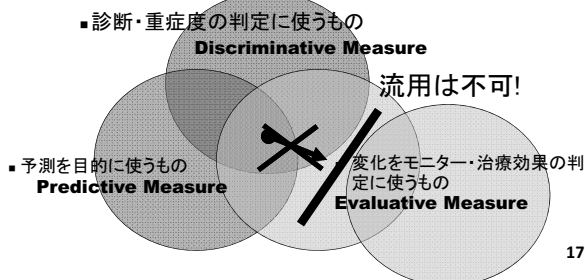 ▪診断・重症度の判定に使うもの
Discriminative Measure
流用は不可!
▪予測を目的に使うもの
Predictive Measure
変化をモニター・治療効果の判
定に使うもの
Evaluative Measure
17